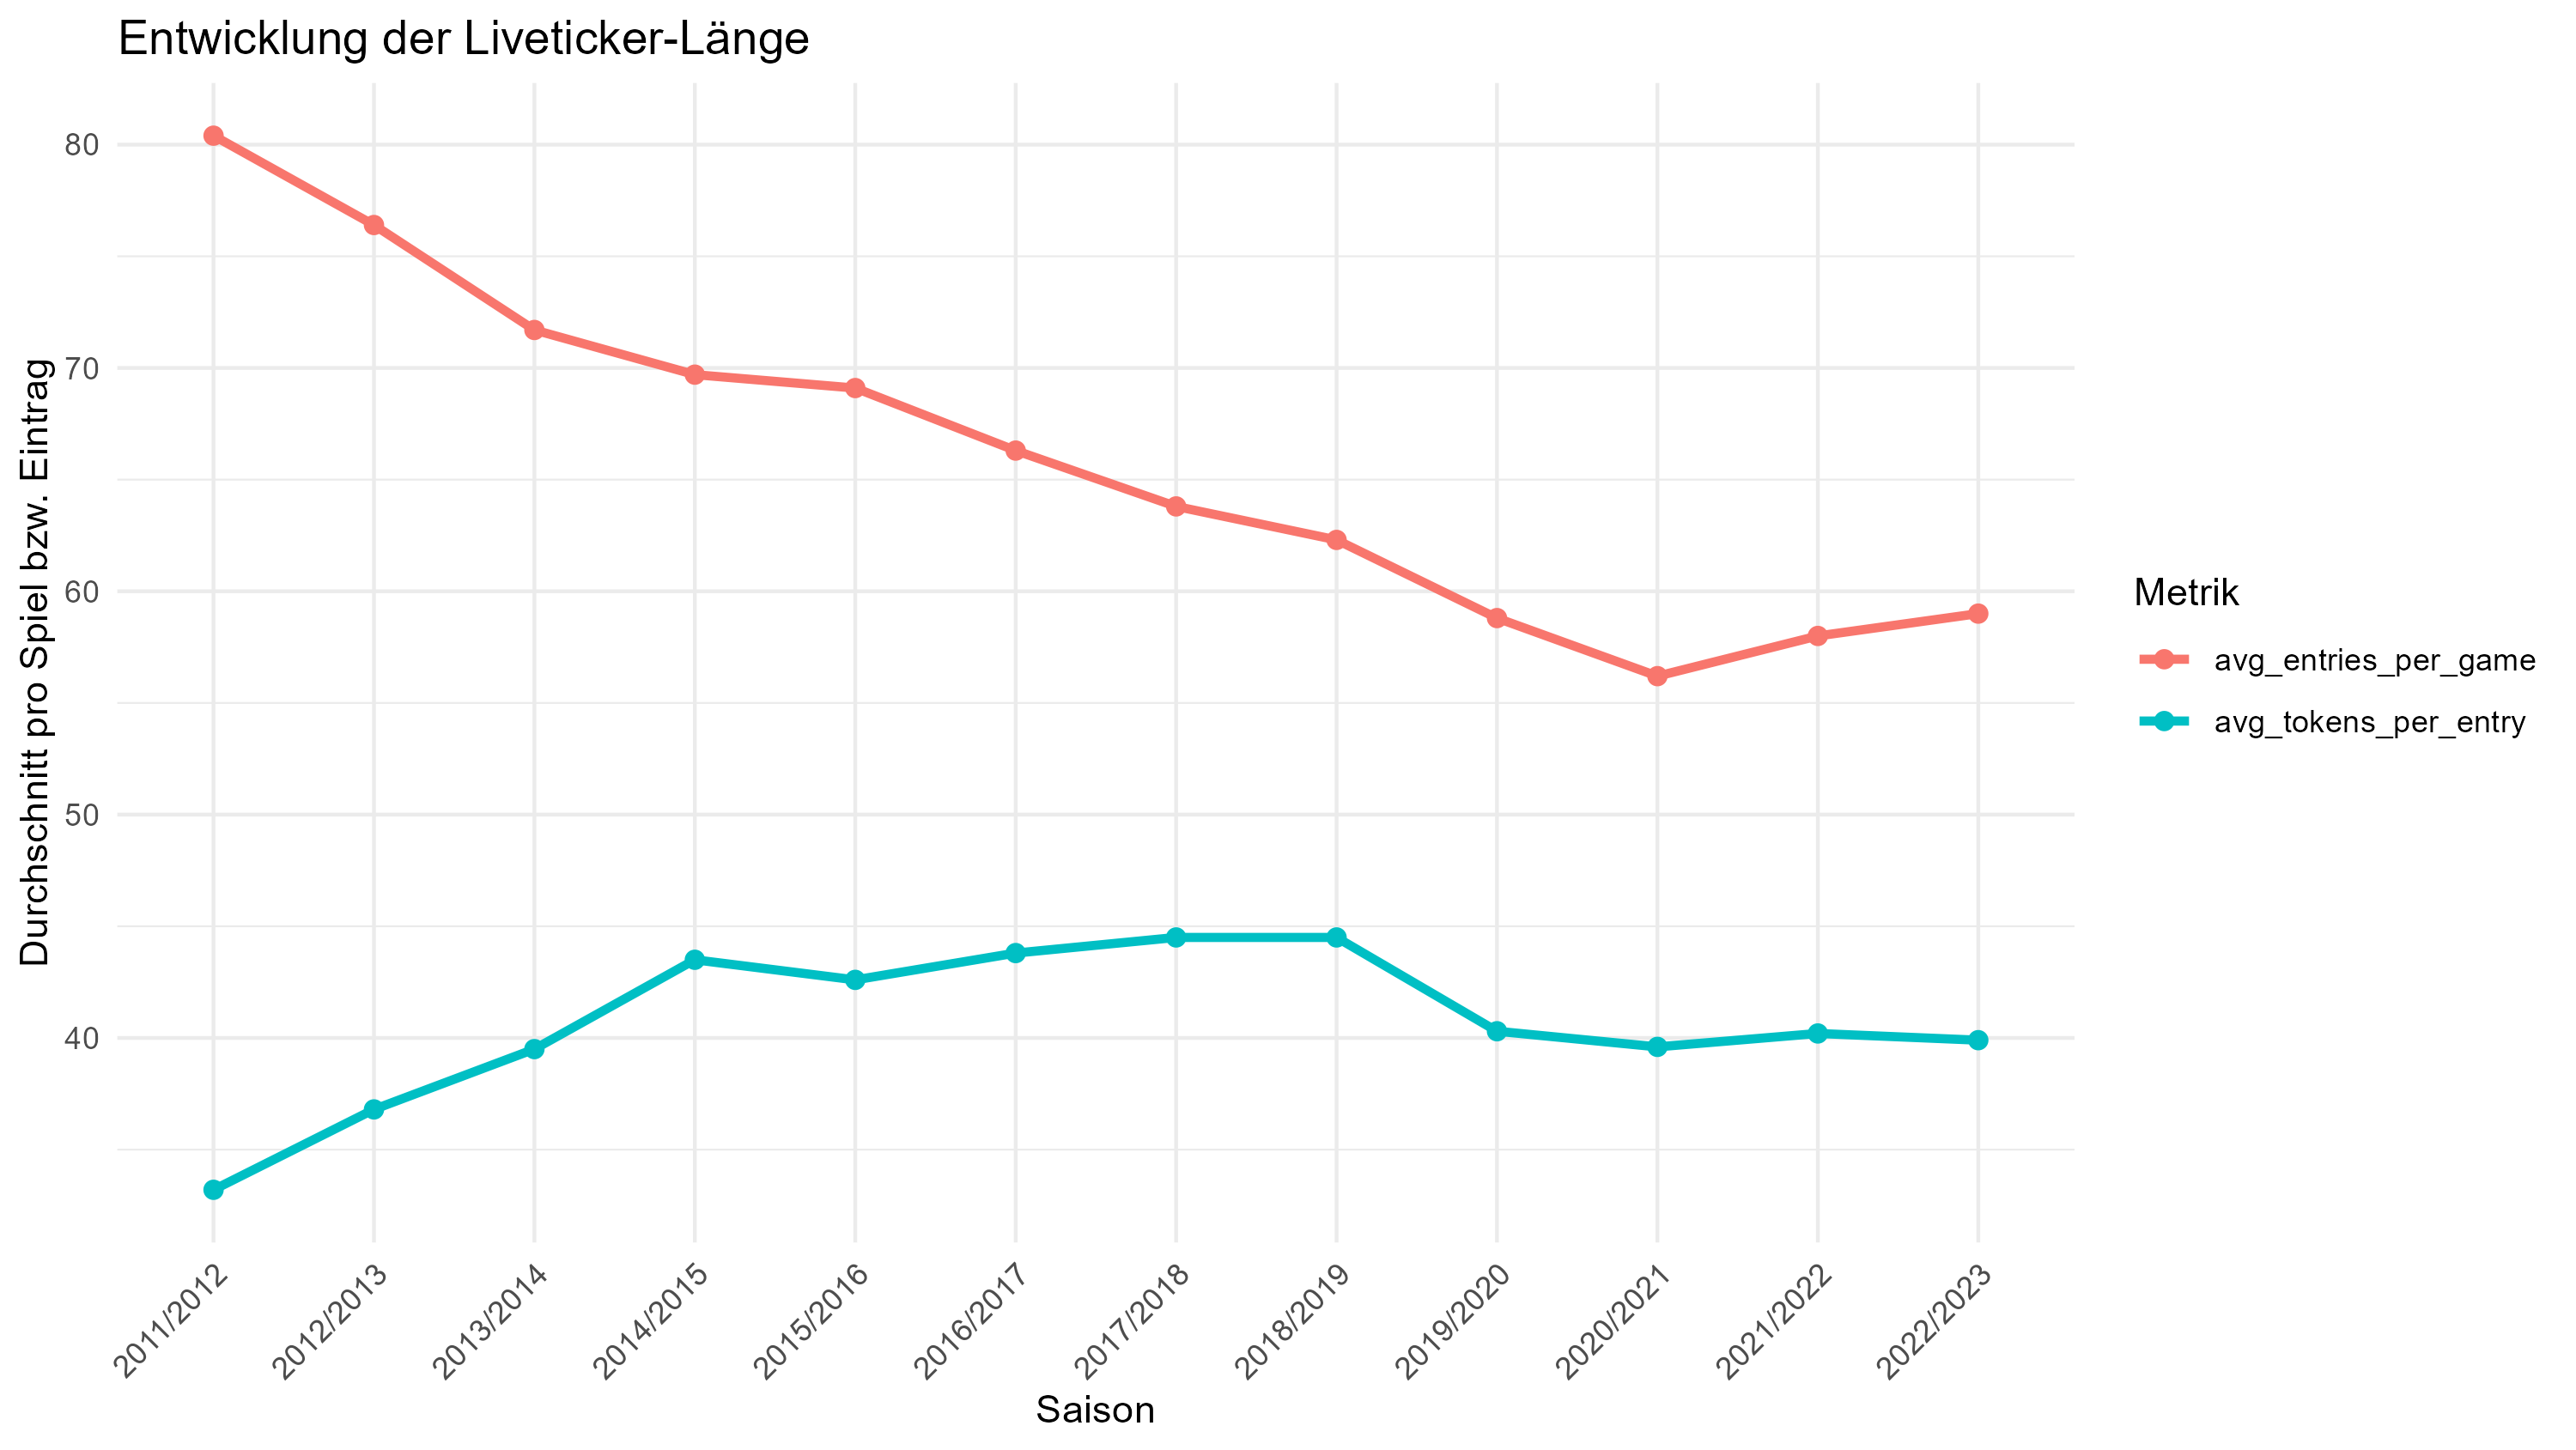 Entwicklung der Liveticker-Länge
Durchschnitt pro Spiel bzw. Eintrag
80
70
60
50
40
2011/2012
2012/2013
2013/2014
2014/2015
2015/2016
2016/2017
2017/2018
2018/2019
2019/2020
2020/2021
2021/2022
2022/2023
Saison
Metrik
avg_entries_per_game
avg_tokens_per_entry